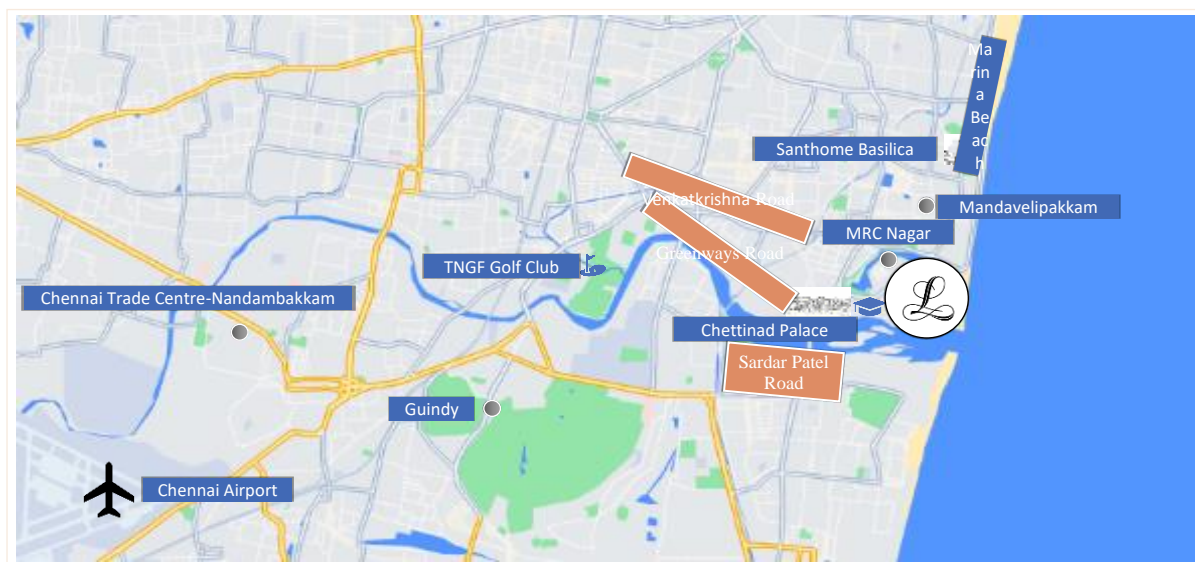 Ma
rin
a
Be
ac
h
Santhome Basilica
Venkatkrishna Road
Mandavelipakkam
MRC Nagar
Greenways Road
TNGF Golf Club
Chennai Trade Centre-Nandambakkam
L
Chettinad Palace
Sardar Patel
Road
Guindy
Chennai Airport